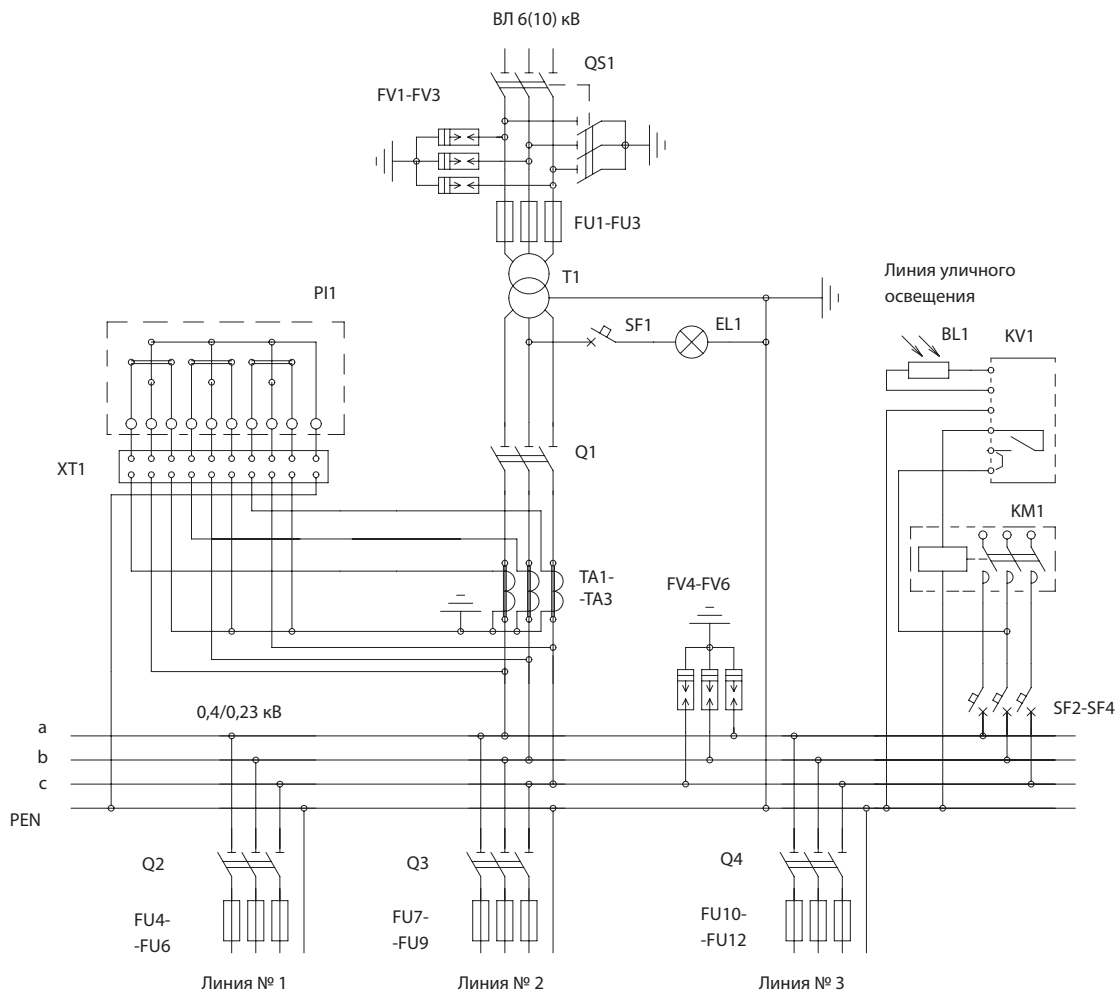 ВЛ 6(10) кВ
QS1
FV1-FV3
FU1-FU3
T1
Линия уличного
освещения
PI1
SF1
EL1
BL1
KV1
Q1
XT1
KM1
TA1-
-TA3
FV4-FV6
0,4/0,23 кВ
SF2-SF4
a
b
c
PEN
Q2
Q3
Q4
FU4-
-FU6
FU7-
-FU9
FU10-
-FU12
Линия № 1
Линия № 2
Линия № 3